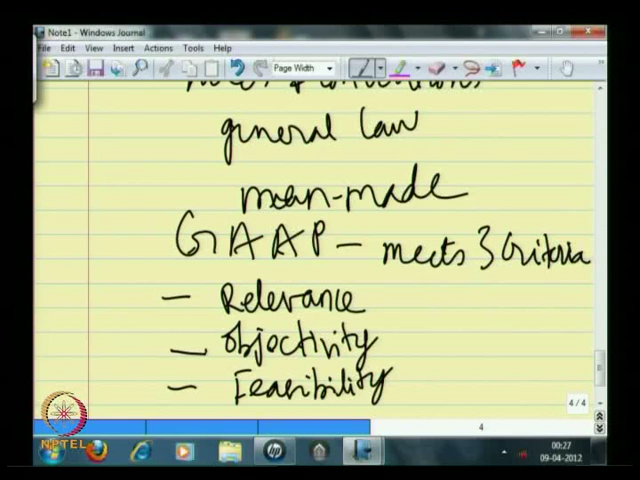 Note1 - Windows Journal
File Edit View Insert Actions Tools Help
Page Width
general law
man-made
GAAP - meets 3 Criteria
- Relevance
- Objectivity
- Feasibility
4/4
4
NPTEL
hp
00:27
09-04-2012